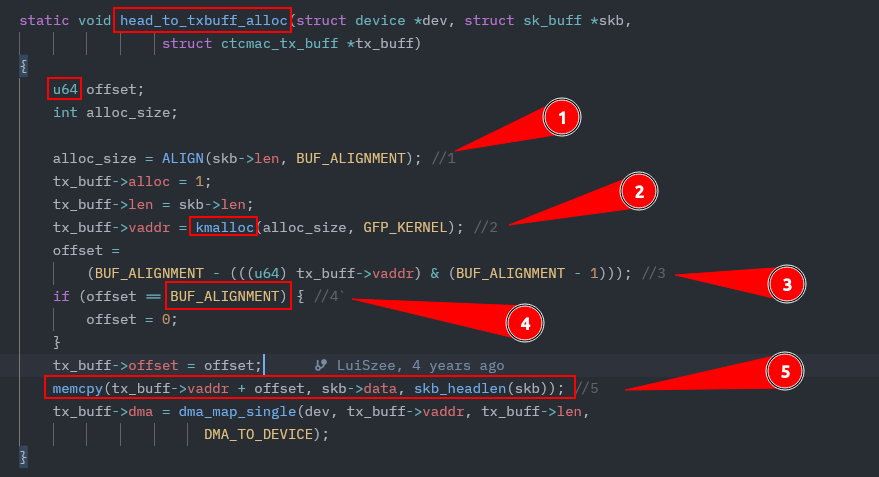 static void head_to_txbuff_alloc(struct device *dev, struct sk_buff *skb,
struct ctcmac_tx_buff *tx_buff)
{
u64 offset;
int alloc_size;
1
alloc_size = ALIGN(skb->len, BUF_ALIGNMENT); //1
tx_buff->alloc = 1;
2
tx_buff->len = skb->len;
tx_buff->vaddr = kmalloc(alloc_size, GFP_KERNEL); //2
offset =
(BUF_ALIGNMENT - (((u64) tx_buff->vaddr) & (BUF_ALIGNMENT - 1))); //3
3
if (offset == BUF_ALIGNMENT) { //4`
offset = 0;
4
}
tx_buff->offset = offset; LuiSzee, 4 years ago
5
memcpy(tx_buff->vaddr + offset, skb->data, skb_headlen(skb)); //5
tx_buff->dma = dma_map_single(dev, tx_buff->vaddr, tx_buff->len,
DMA_TO_DEVICE);
}